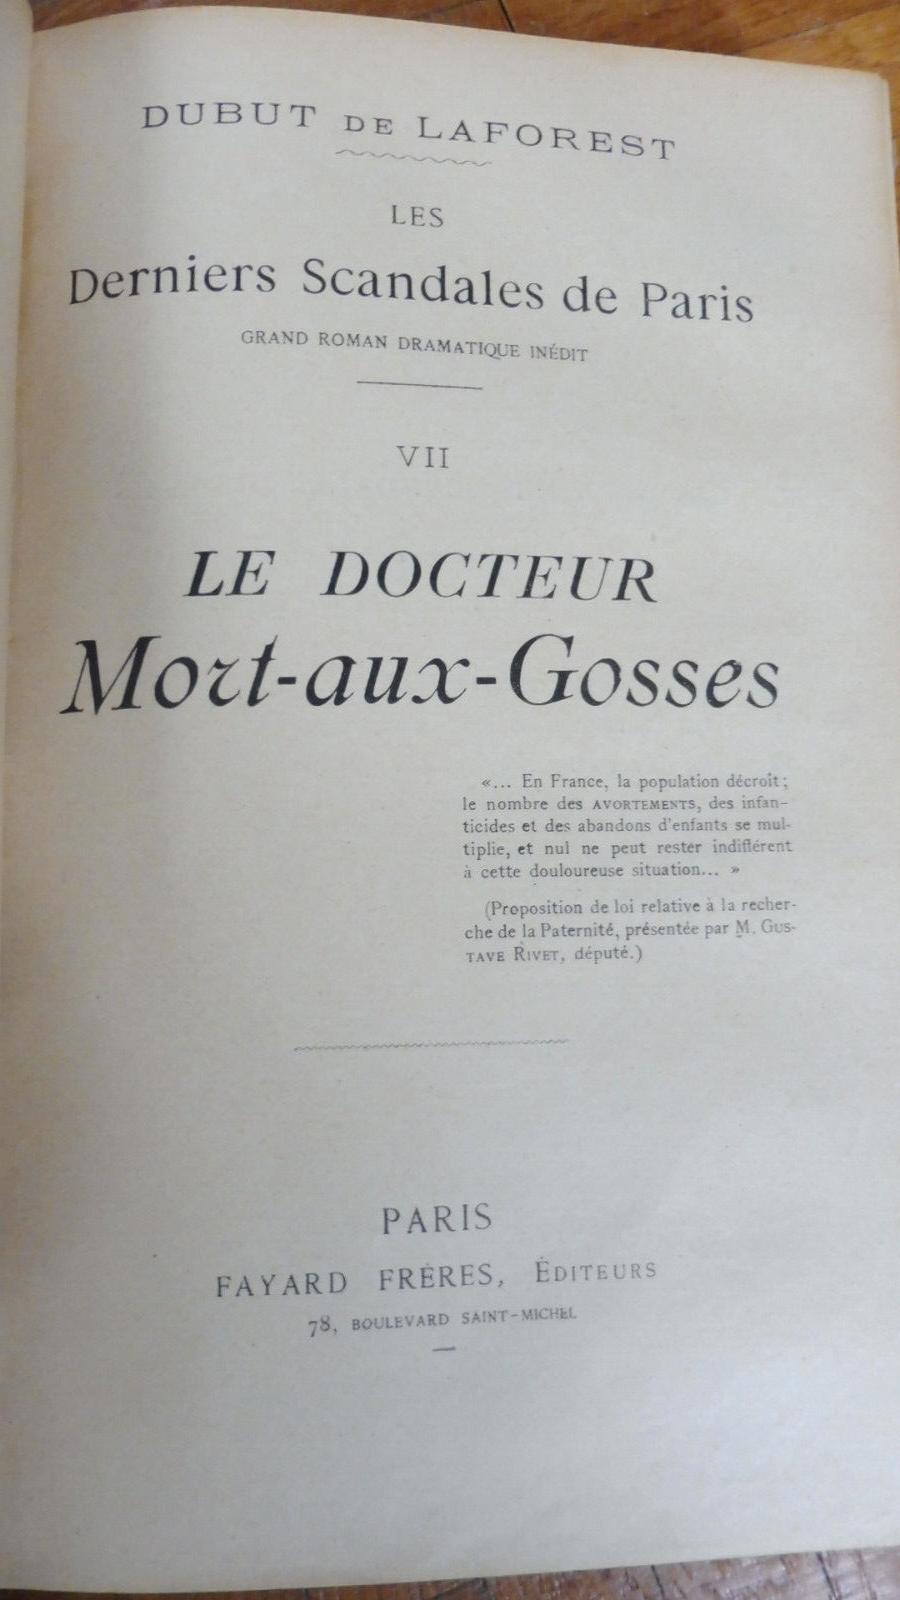 DUBUT DE LAFOREST
LES
Derniers Scandales de Paris
GRAND ROMAN DRAMATIQUE INÉDIT
VII
LE DOCTEUR
Mort-aux-Gosses
«... En France, la population décroît ;
le nombre des AVORTEMENTS, des infan-
ticides et des abandons d'enfants se mul-
tiplie, et nul ne peut rester indifférent
à cette douloureuse situation... »
(Proposition de loi relative à la recher-
che de la Paternité, présentée par M. GUS-
TAVE RIVET, député.)
PARIS
FAYARD FRÈRES, ÉDITEURS
78, BOULEVARD SAINT-MICHEL